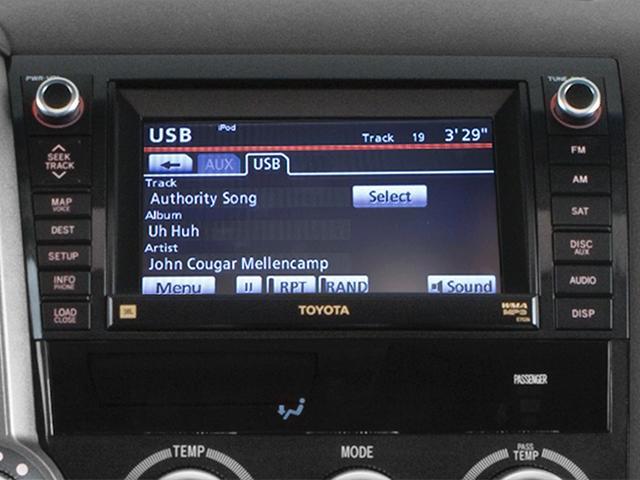 PWR·VOL
TUNE·FILE
USB iPod Track 19 3'29"
AUX USB
Track
Authority Song Select
Album
Uh Huh
Artist
John Cougar Mellencamp
Menu II RPT RAND Sound
SEEK
TRACK
MAP
VOICE
DEST
SETUP
INFO
PHONE
LOAD
CLOSE
FM
AM
SAT
DISC
AUX
AUDIO
DISP
JBL TOYOTA WMA
MP3
PASSENGER
TEMP MODE PASS
TEMP